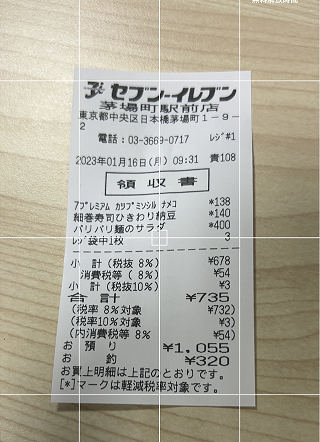 無料解放時間
セブン-イレブン
茅場町駅前店
東京都中央区日本橋茅場町1-9-
2
電話:03-3669-0717 レジ#1
2023年01月16日(月) 09:31 責108
領収書
7プレミアム カップミソシル ナメコ *138
細巻寿司ひきわり納豆 *140
パリパリ麺のサラダ *400
レジ袋中1枚 3
小 計(税抜 8%) ¥678
消費税等( 8%) ¥54
小 計(税抜10%) ¥3
合 計 ¥735
(税率 8%対象 ¥732)
(税率10%対象 ¥3)
(内消費税等 8% ¥54)
お 預 り ¥1,055
お 釣 ¥320
お買上明細は上記のとおりです。
[*]マークは軽減税率対象です。